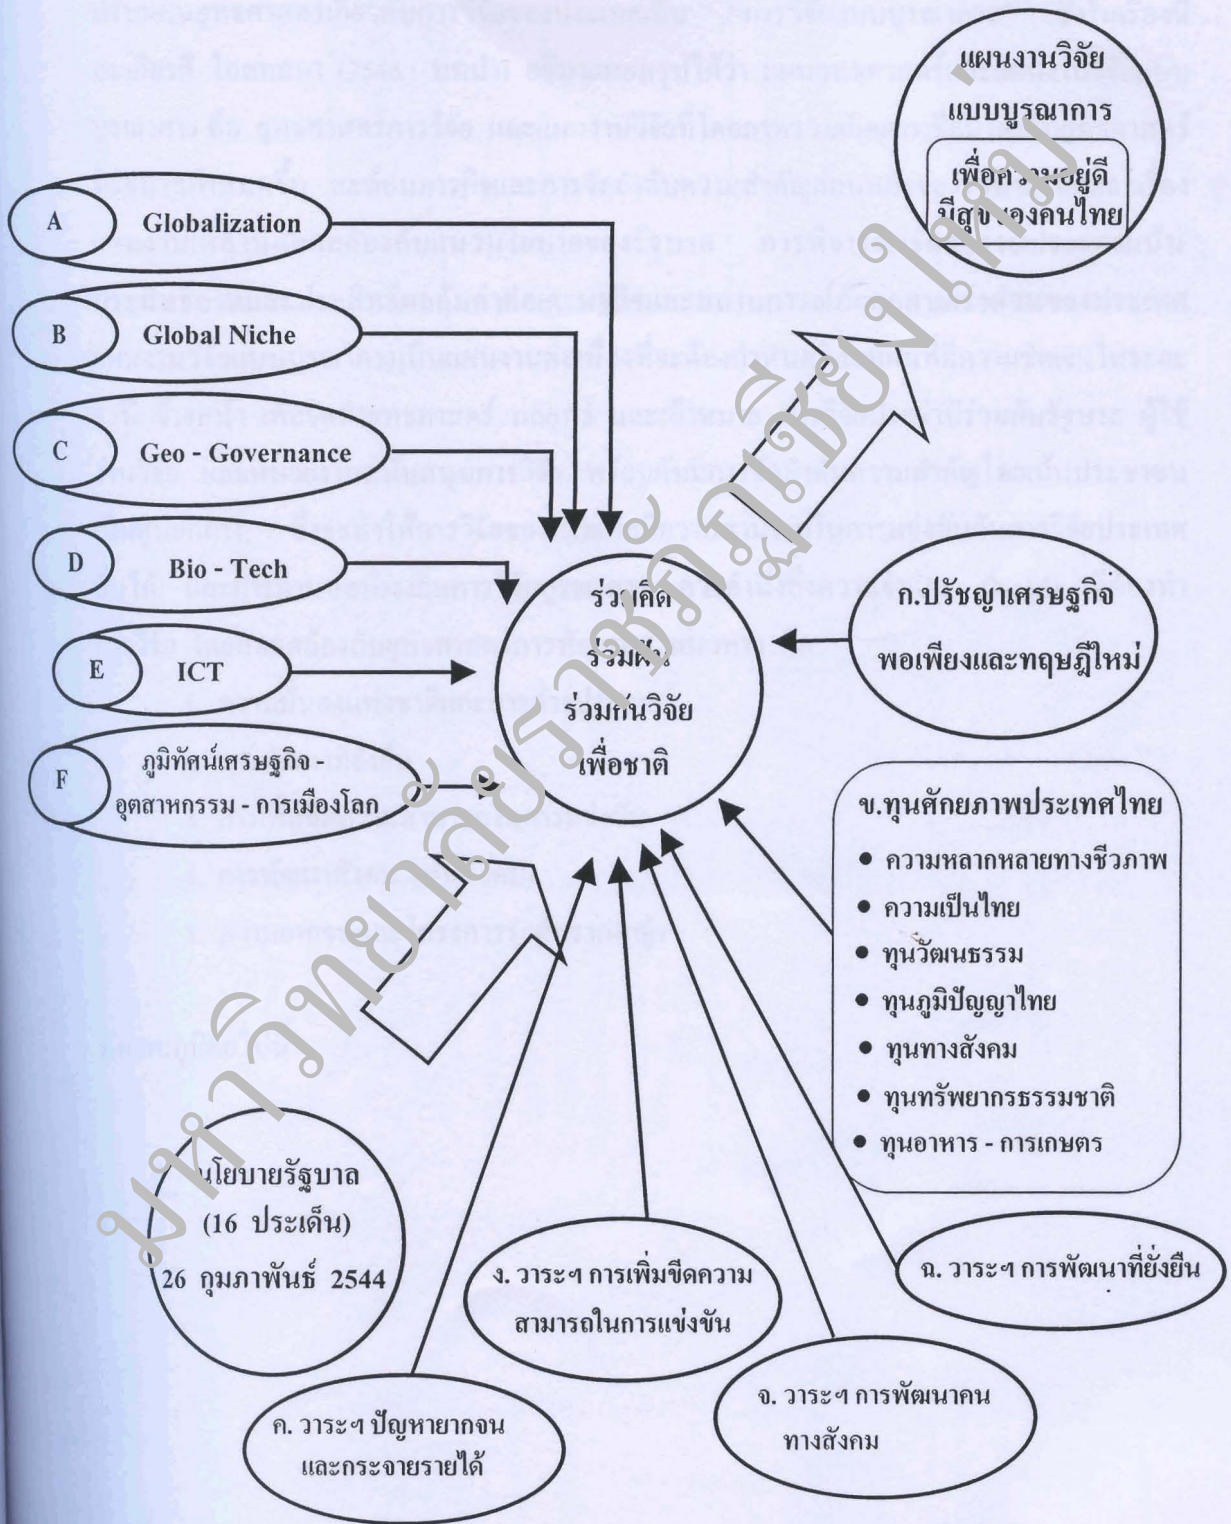 แผนงานวิจัย
แบบบูรณาการ
เพื่อความอยู่ดี
มีสุขของคนไทย
A Globalization
B Global Niche
C Geo - Governance
D Bio - Tech
E ICT
F ภูมิทัศน์เศรษฐกิจ -
อุตสาหกรรม - การเมืองโลก
ร่วมคิด
ร่วมกันวิจัย
เพื่อชาติ
ก.ปรัชญาเศรษฐกิจ
พอเพียงและทฤษฎีใหม่
ข.ทุนศักยภาพประเทศไทย
● ความหลากหลายทางชีวภาพ
● ความเป็นไทย
● ทุนวัฒนธรรม
● ทุนภูมิปัญญาไทย
● ทุนทางสังคม
● ทุนทรัพยากรธรรมชาติ
● ทุนอาหาร - การเกษตร
นโยบายรัฐบาล
(16 ประเด็น)
26 กุมภาพันธ์ 2544
ง. วาระฯ การเพิ่มขีดความ
สามารถในการแข่งขัน
ฉ. วาระฯ การพัฒนาที่ยั่งยืน
จ. วาระฯ การพัฒนาคน
ทางสังคม
ค. วาระฯ ปัญหายากจน
และกระจายรายได้
มหาวิทยาลัยราชภัฏเชียงใหม่